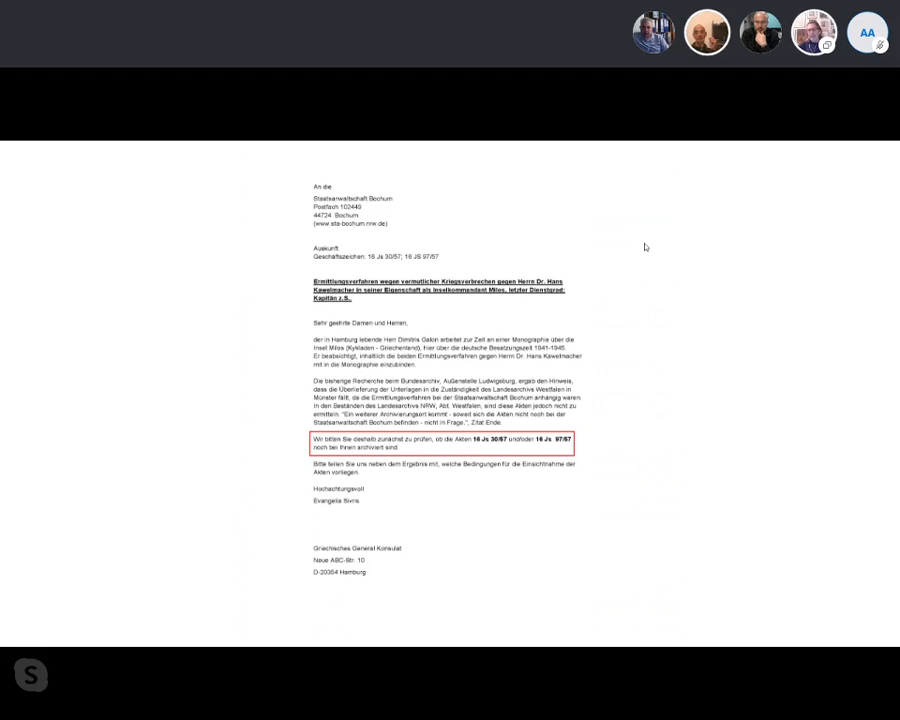 AA
An die
Staatsanwaltschaft Bochum
Postfach 102449
44724 Bochum
(www.sta-bochum.nrw.de)
Auskunft
Geschäftszeichen: 16 Js 30/57; 16 JS 97/57
Ermittlungsverfahren wegen vermutlicher Kriegsverbrechen gegen Herrn Dr. Hans
Kawelmacher in seiner Eigenschaft als Inselkommandant Milos, letzter Dienstgrad:
Kapitän z.S..
Sehr geehrte Damen und Herren,
der in Hamburg lebende Herr Dimitris Galon arbeitet zur Zeit an einer Monographie über die
Insel Milos (Kykladen - Griechenland), hier über die deutsche Besatzungszeit 1941-1945.
Er beabsichtigt, inhaltlich die beiden Ermittlungsverfahren gegen Herrn Dr. Hans Kawelmacher
mit in die Monographie einzubinden.
Die bisherige Recherche beim Bundesarchiv, Außenstelle Ludwigsburg, ergab den Hinweis,
dass die Überlieferung der Unterlagen in die Zuständigkeit des Landesarchivs Westfalen in
Münster fällt, da die Ermittlungsverfahren bei der Staatsanwaltschaft Bochum anhängig waren.
In den Beständen des Landesarchivs NRW, Abt. Westfalen, sind diese Akten jedoch nicht zu
ermitteln. "Ein weiterer Archivierungsort kommt - soweit sich die Akten nicht noch bei der
Staatsanwaltschaft Bochum befinden - nicht in Frage.", Zitat Ende.
Wir bitten Sie deshalb zunächst zu prüfen, ob die Akten 16 Js 30/57 und/oder 16 Js 97/57
noch bei Ihnen archiviert sind.
Bitte teilen Sie uns neben dem Ergebnis mit, welche Bedingungen für die Einsichtnahme der
Akten vorliegen.
Hochachtungsvoll
Evangelia Sivris
Griechisches General Konsulat
Neue ABC-Str. 10
D-20354 Hamburg
S